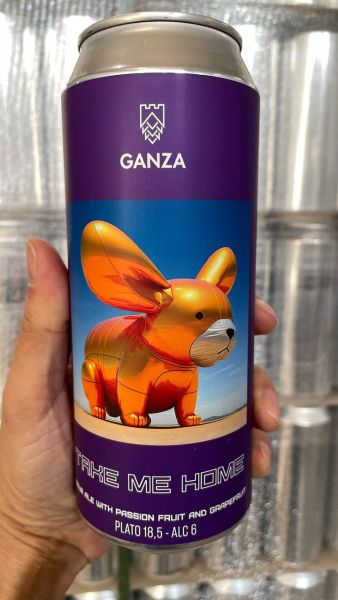 GANZA
TAKE ME HOME
ALE WITH PASSION FRUIT AND GRAPEFRUIT
PLATO 18,5 - ALC 6